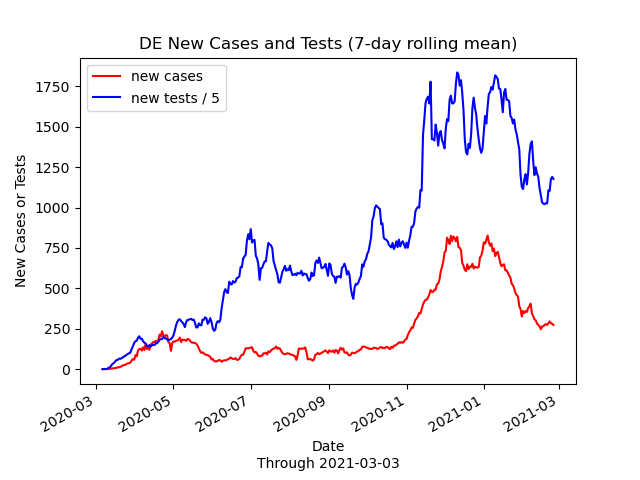 DE New Cases and Tests (7-day rolling mean)
new cases
new tests / 5
New Cases or Tests
1750
1500
1250
1000
750
500
250
0
2020-03
2020-05
2020-07
2020-09
2020-11
2021-01
2021-03
Date
Through 2021-03-03